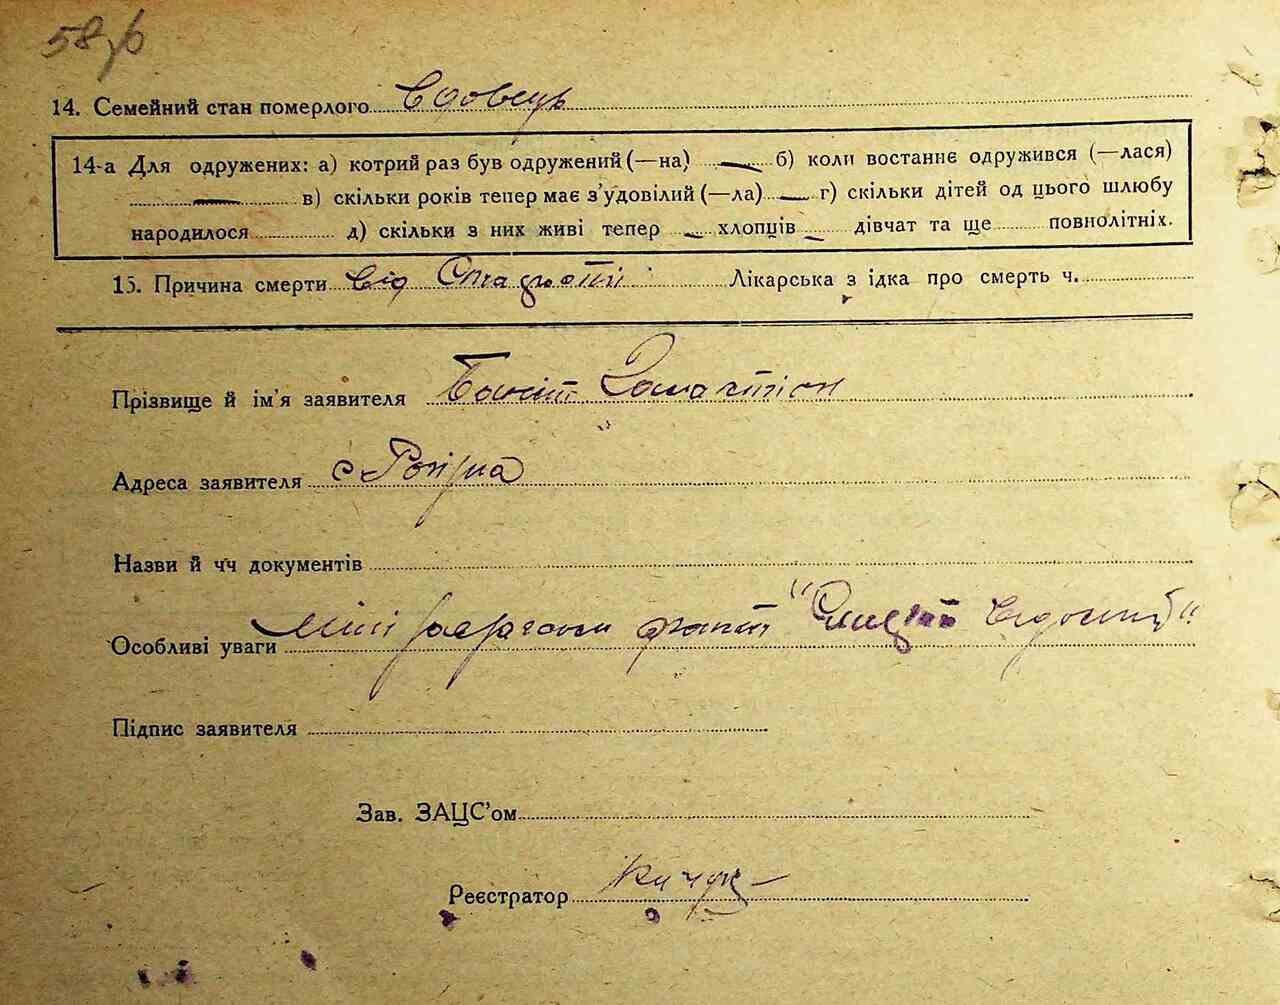 58
14. Семейний стан померлого Вдовець
14-а Для одружених: а) котрий раз був одружений (—на) — б) коли востаннє одружився (—лася)
— в) скільки років тепер має з'удовілий (—ла) — г) скільки дітей од цього шлюбу
народилося д) скільки з них живі тепер — хлопців — дівчат та ще повнолітніх.
15. Причина смерти від Лікарська з ідка про смерть ч.
Прізвище й ім'я заявителя
Адреса заявителя с
Назви й чч документів
Особливі уваги
Підпис заявителя
Зав. ЗАЦС'ом
Реєстратор